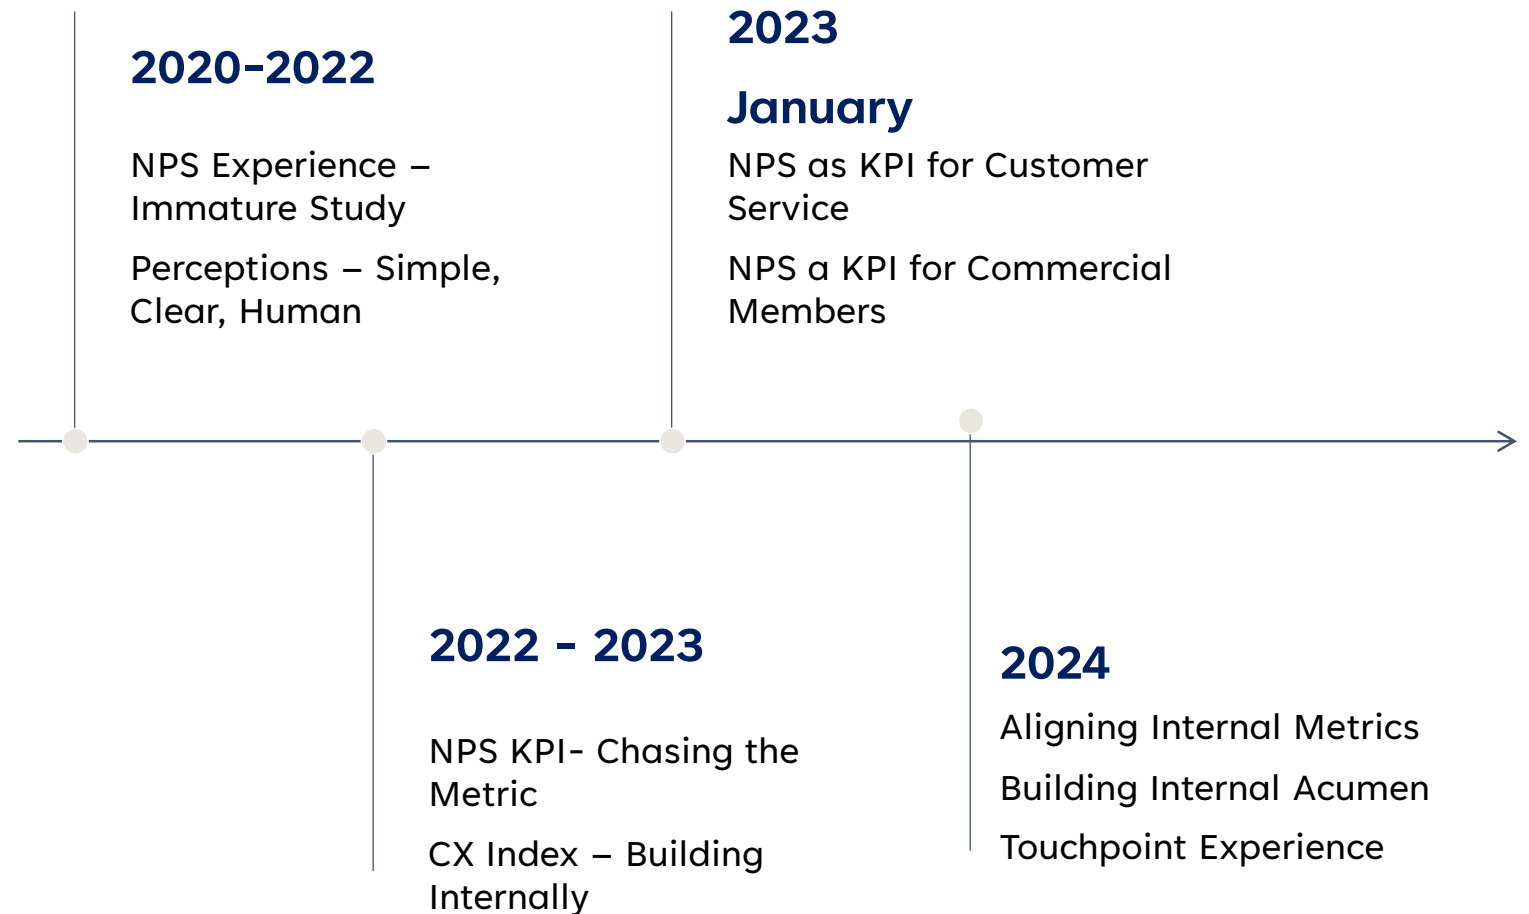 2020-2022
NPS Experience –
Immature Study
Perceptions – Simple,
Clear, Human
2023
January
NPS as KPI for Customer
Service
NPS a KPI for Commercial
Members
2022 - 2023
NPS KPI- Chasing the
Metric
CX Index – Building
Internally
2024
Aligning Internal Metrics
Building Internal Acumen
Touchpoint Experience